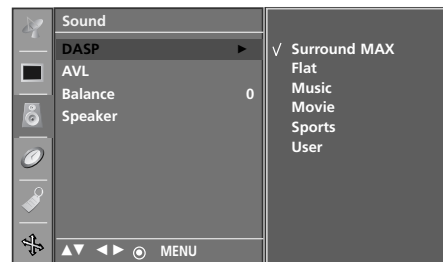 Sound
DASP ►
AVL
Balance 0
Speaker
▲▼ ◄► ◉ MENU
√ Surround MAX
Flat
Music
Movie
Sports
User